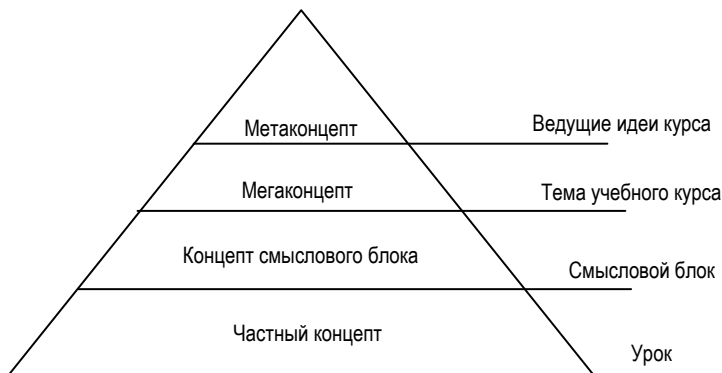 Метаконцепт
Ведущие идеи курса
Мегаконцепт
Тема учебного курса
Концепт смыслового блока
Смысловой блок
Частный концепт
Урок